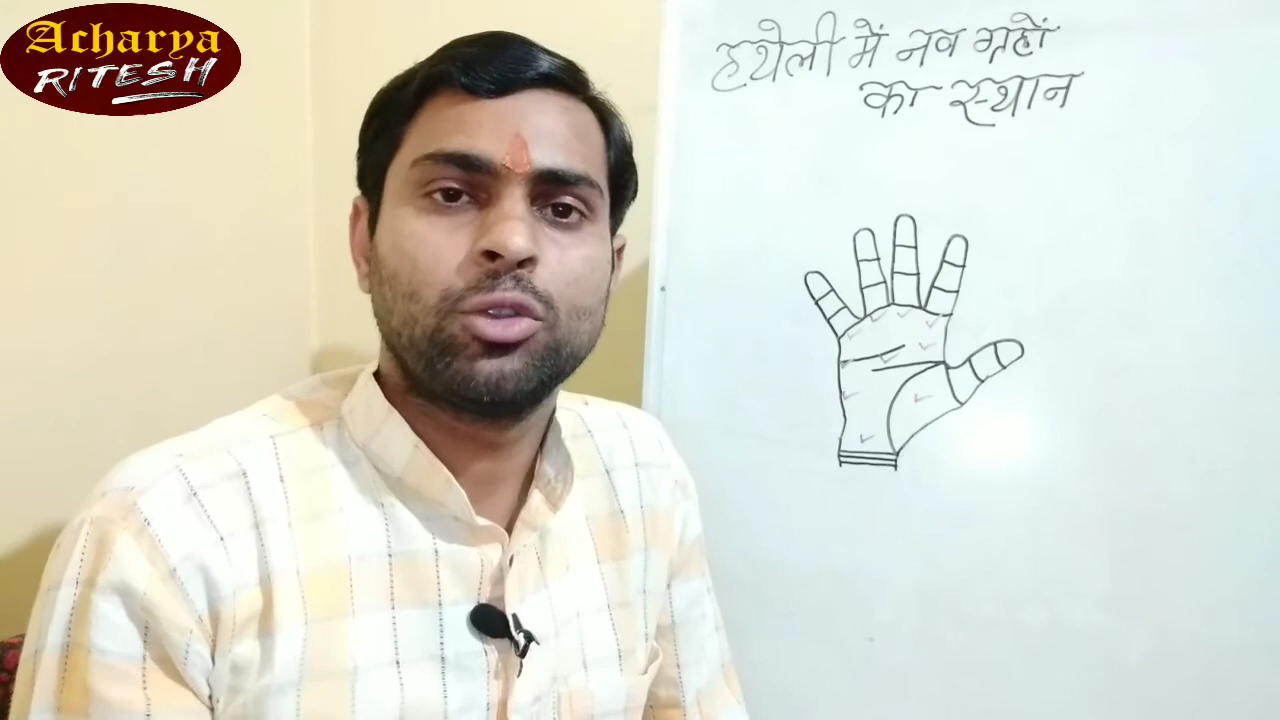 Acharya
RITESH
हथेली में नव ग्रहों
का स्थान